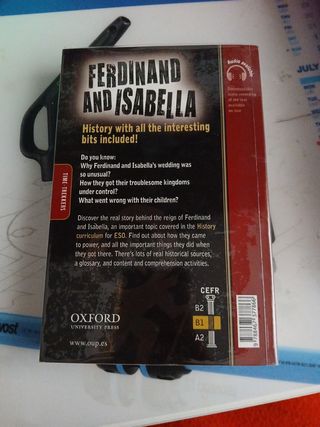 FERDINAND
AND ISABELLA
History with all the interesting
bits included!
Do you know:
Why Ferdinand and Isabella's wedding was
so unusual?
How they got their troublesome kingdoms
under control?
What went wrong with their children?
Discover the real story behind the reign of Ferdinand
and Isabella, an important topic covered in the History
curriculum for ESO. Find out about how they came
to power, and all the important things they did when
they got there. There's lots of real historical sources,
a glossary, and content and comprehension activities.
OXFORD
UNIVERSITY PRESS
www.oup.es
CEFR
B2
B1
A2
TIME-TREKKERS
Audio available
JULY